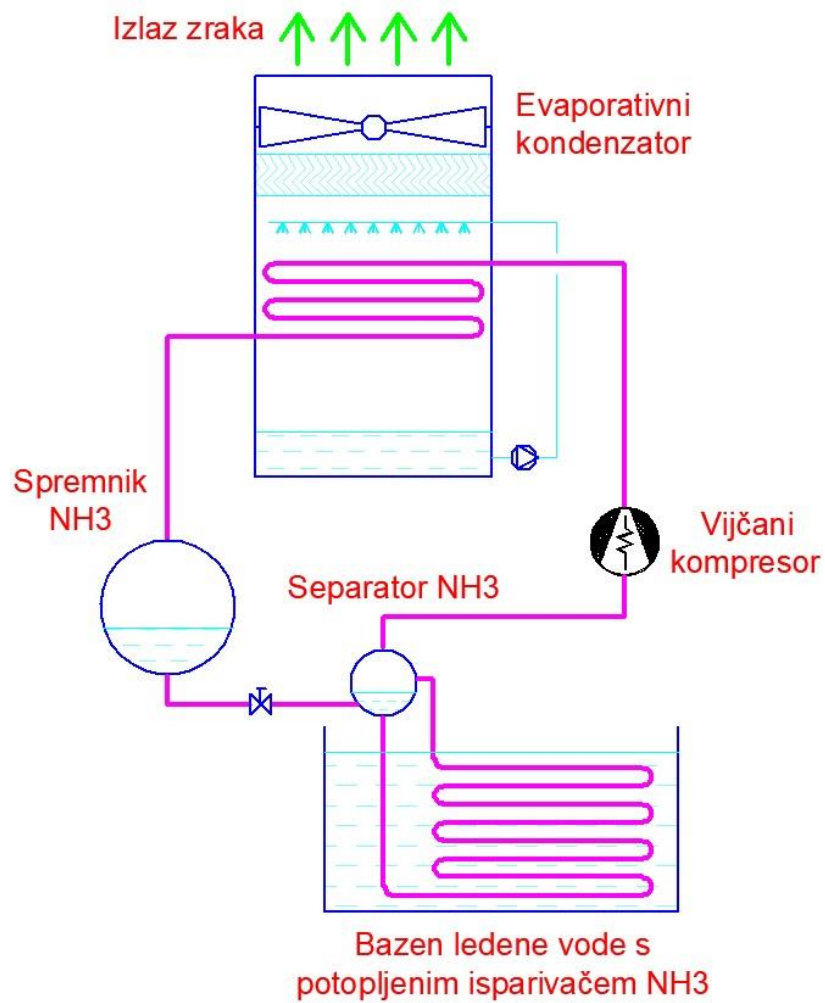 Izlaz zraka
Evaporativni
kondenzator
Spremnik
NH3
Vijčani
kompresor
Separator NH3
Bazen ledene vode s
potopljenim isparivačem NH3